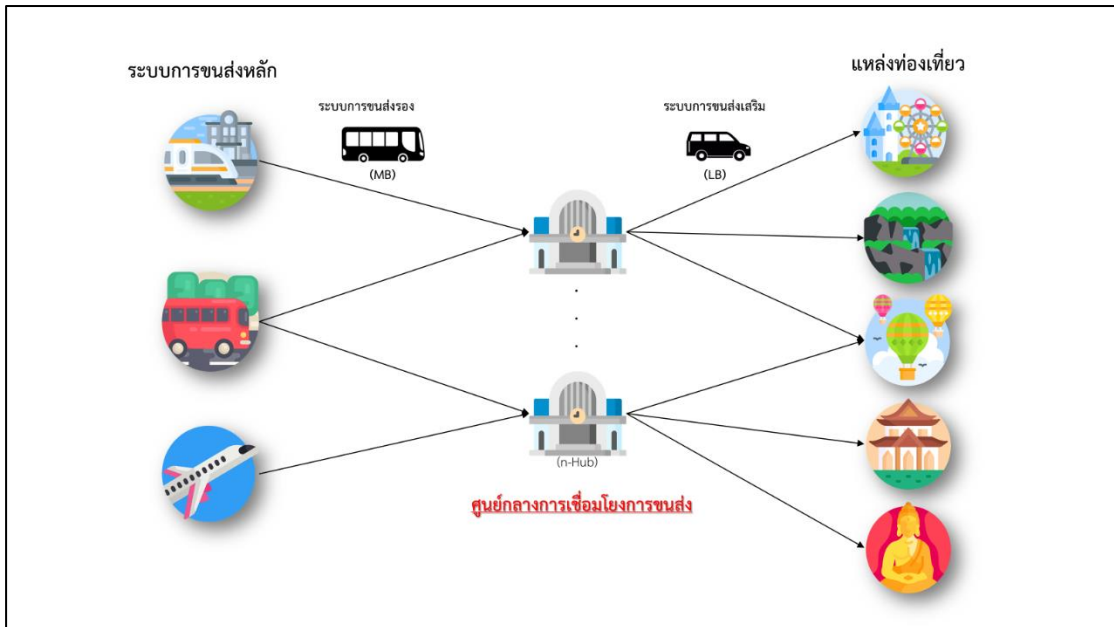 ระบบการขนส่งหลัก
แหล่งท่องเที่ยว
ระบบการขนส่งรอง
ระบบการขนส่งเสริม
(MB)
(LB)
(n-Hub)
ศูนย์กลางการเชื่อมโยงการขนส่ง